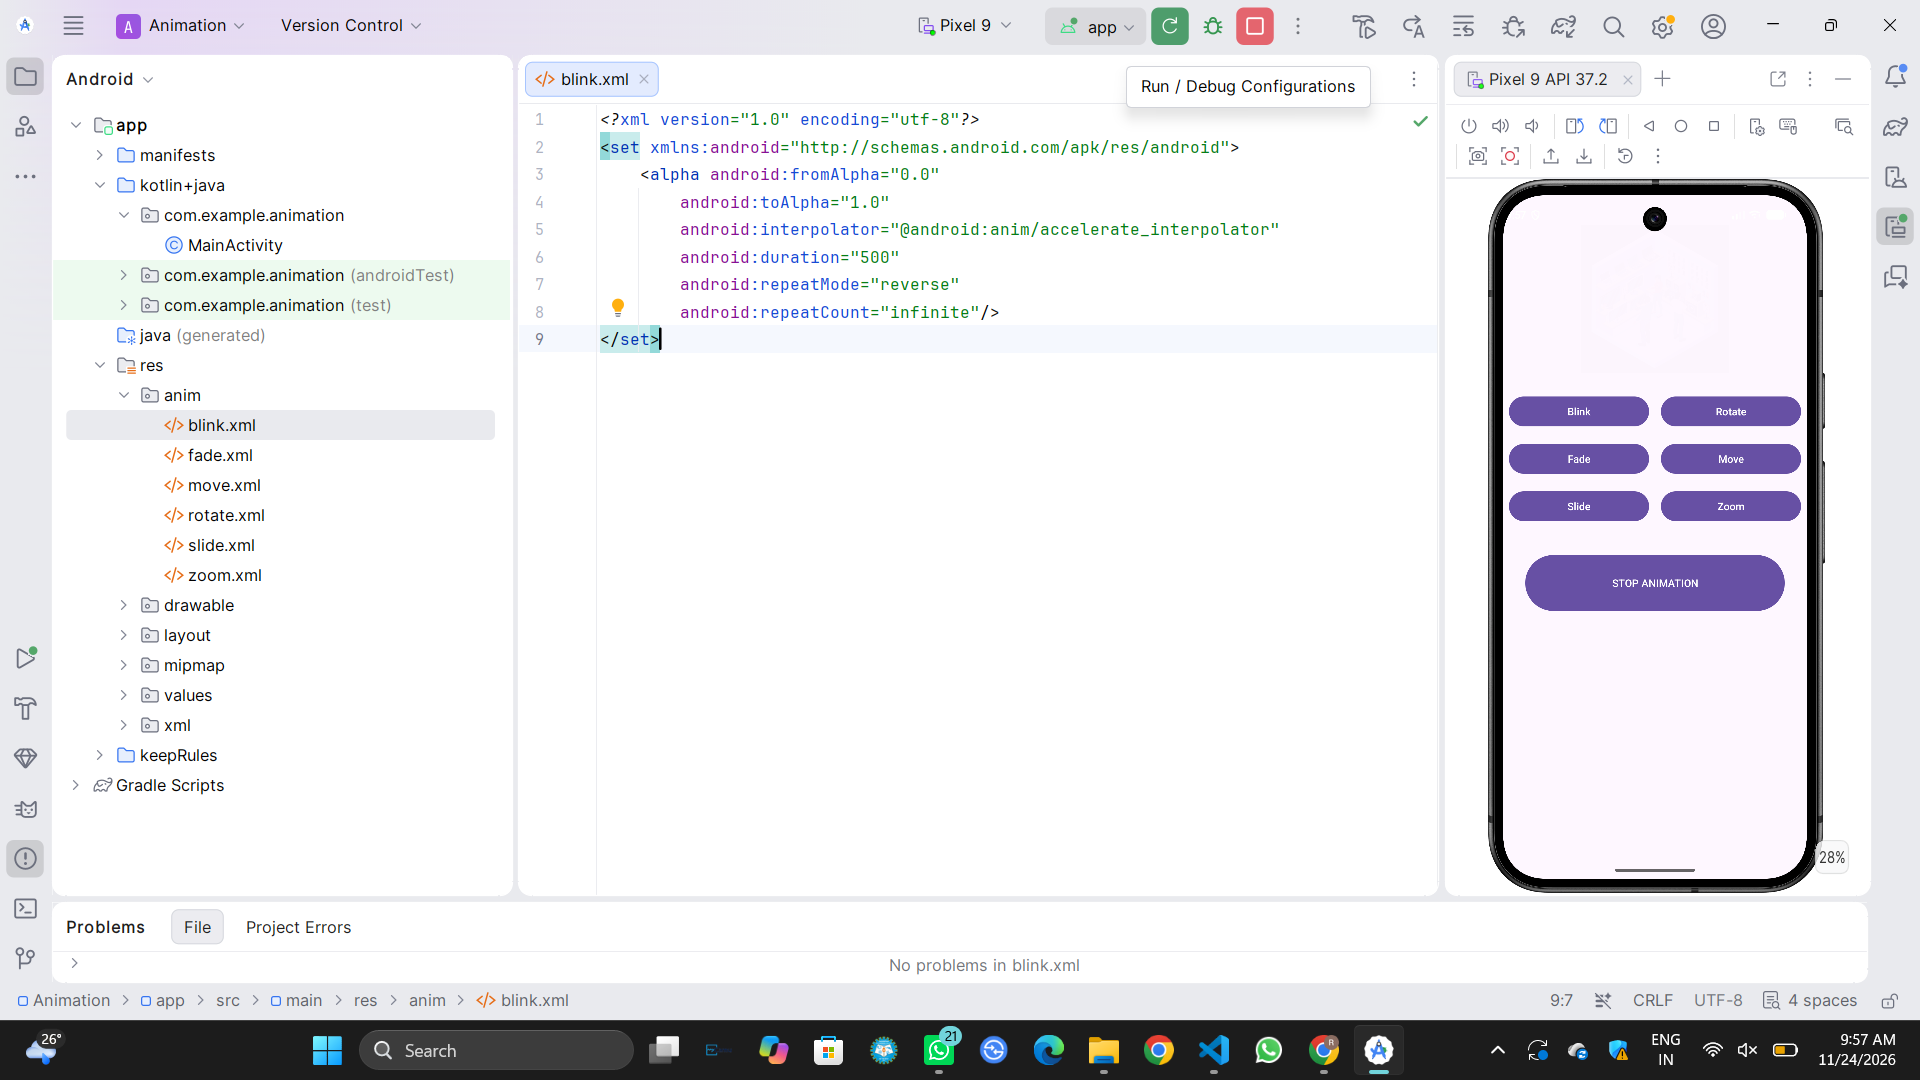 A Animation Version Control Pixel 9 app
Android
app
manifests
kotlin+java
com.example.animation
MainActivity
com.example.animation (androidTest)
com.example.animation (test)
java (generated)
res
anim
blink.xml
fade.xml
move.xml
rotate.xml
slide.xml
zoom.xml
drawable
layout
mipmap
values
xml
keepRules
Gradle Scripts
</> blink.xml
Run / Debug Configurations
1 <?xml version="1.0" encoding="utf-8"?>
2 <set xmlns:android="http://schemas.android.com/apk/res/android">
3 <alpha android:fromAlpha="0.0"
4 android:toAlpha="1.0"
5 android:interpolator="@android:anim/accelerate_interpolator"
6 android:duration="500"
7 android:repeatMode="reverse"
8 android:repeatCount="infinite"/>
9 </set>
Pixel 9 API 37.2
Blink Rotate
Fade Move
Slide Zoom
STOP ANIMATION
28%
Problems File Project Errors
No problems in blink.xml
Animation > app > src > main > res > anim > </> blink.xml
9:7 CRLF UTF-8 4 spaces
26°
Search
21
R
ENG
IN
9:57 AM
11/24/2026